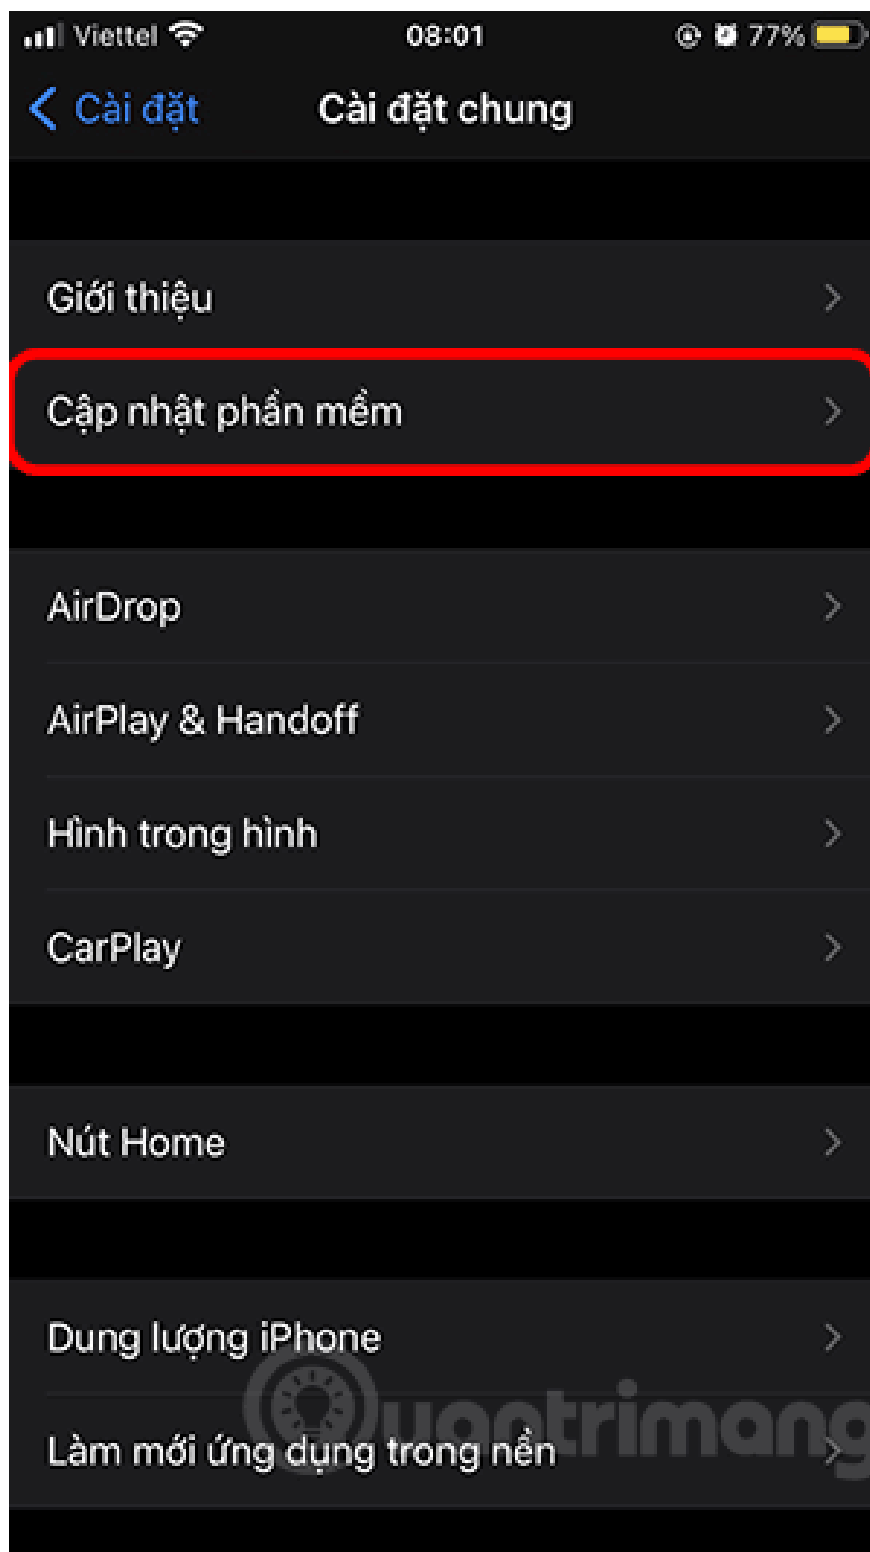 Viettel 08:01 77%
Cài đặt Cài đặt chung
Giới thiệu
Cập nhật phần mềm
AirDrop
AirPlay & Handoff
Hình trong hình
CarPlay
Nút Home
Dung lượng iPhone
Quantrimang
Làm mới ứng dụng trong nền